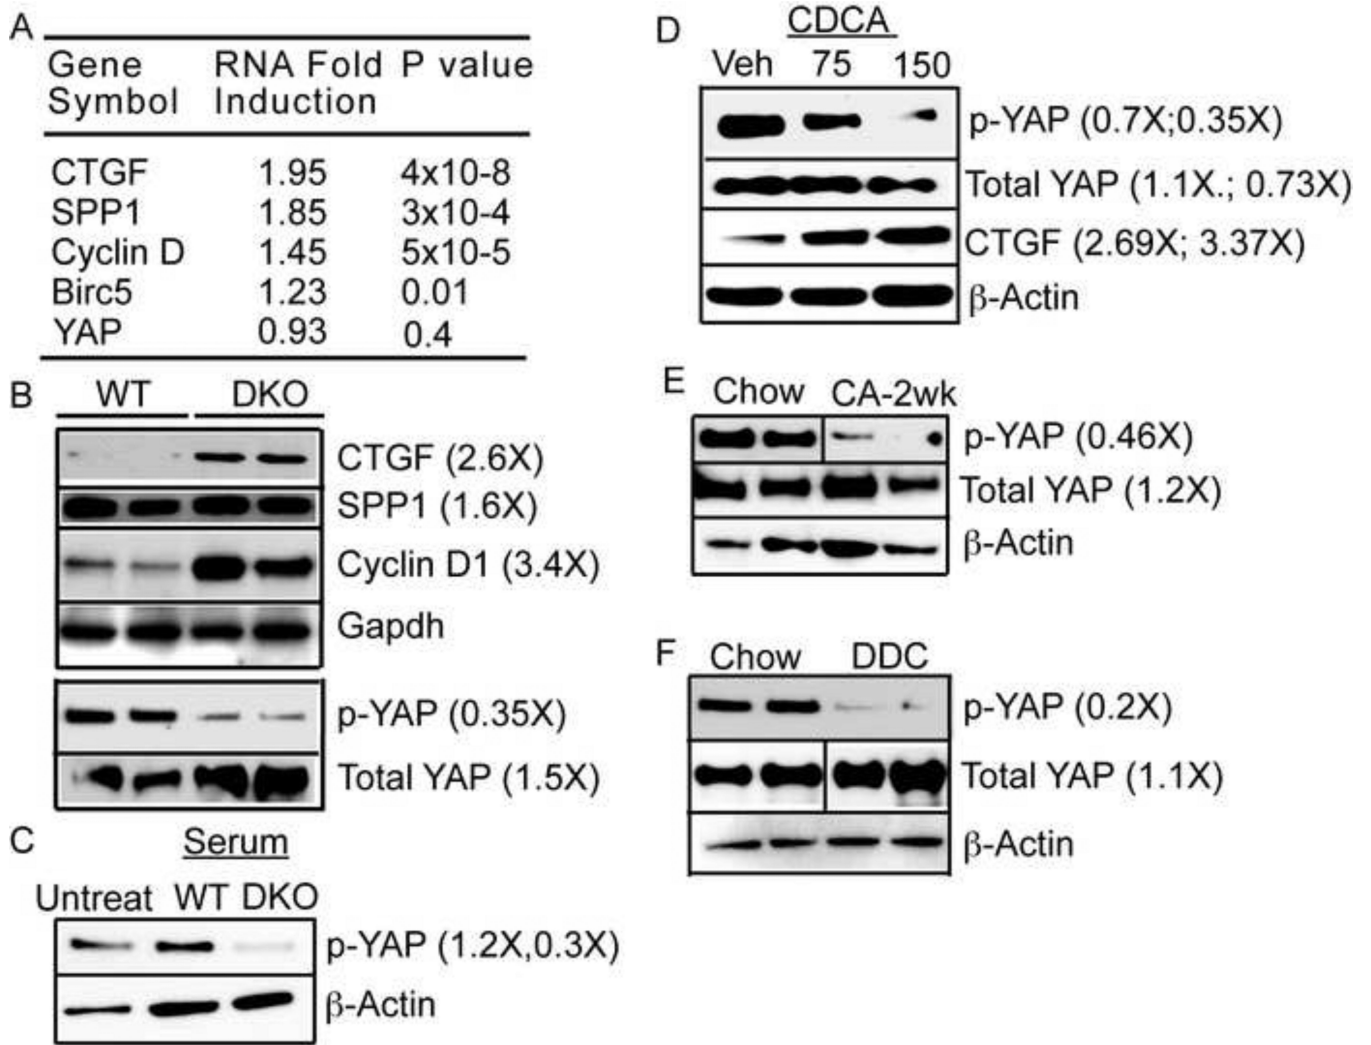 A
Gene Symbol RNA Fold Induction P value
CTGF 1.95 4x10-8
SPP1 1.85 3x10-4
Cyclin D 1.45 5x10-5
Birc5 1.23 0.01
YAP 0.93 0.4
B
WT DKO
CTGF (2.6X)
SPP1 (1.6X)
Cyclin D1 (3.4X)
Gapdh
p-YAP (0.35X)
Total YAP (1.5X)
C
Serum
Untreat WT DKO
p-YAP (1.2X,0.3X)
β-Actin
D
CDCA
Veh 75 150
p-YAP (0.7X;0.35X)
Total YAP (1.1X.; 0.73X)
CTGF (2.69X; 3.37X)
β-Actin
E
Chow CA-2wk
p-YAP (0.46X)
Total YAP (1.2X)
β-Actin
F
Chow DDC
p-YAP (0.2X)
Total YAP (1.1X)
β-Actin